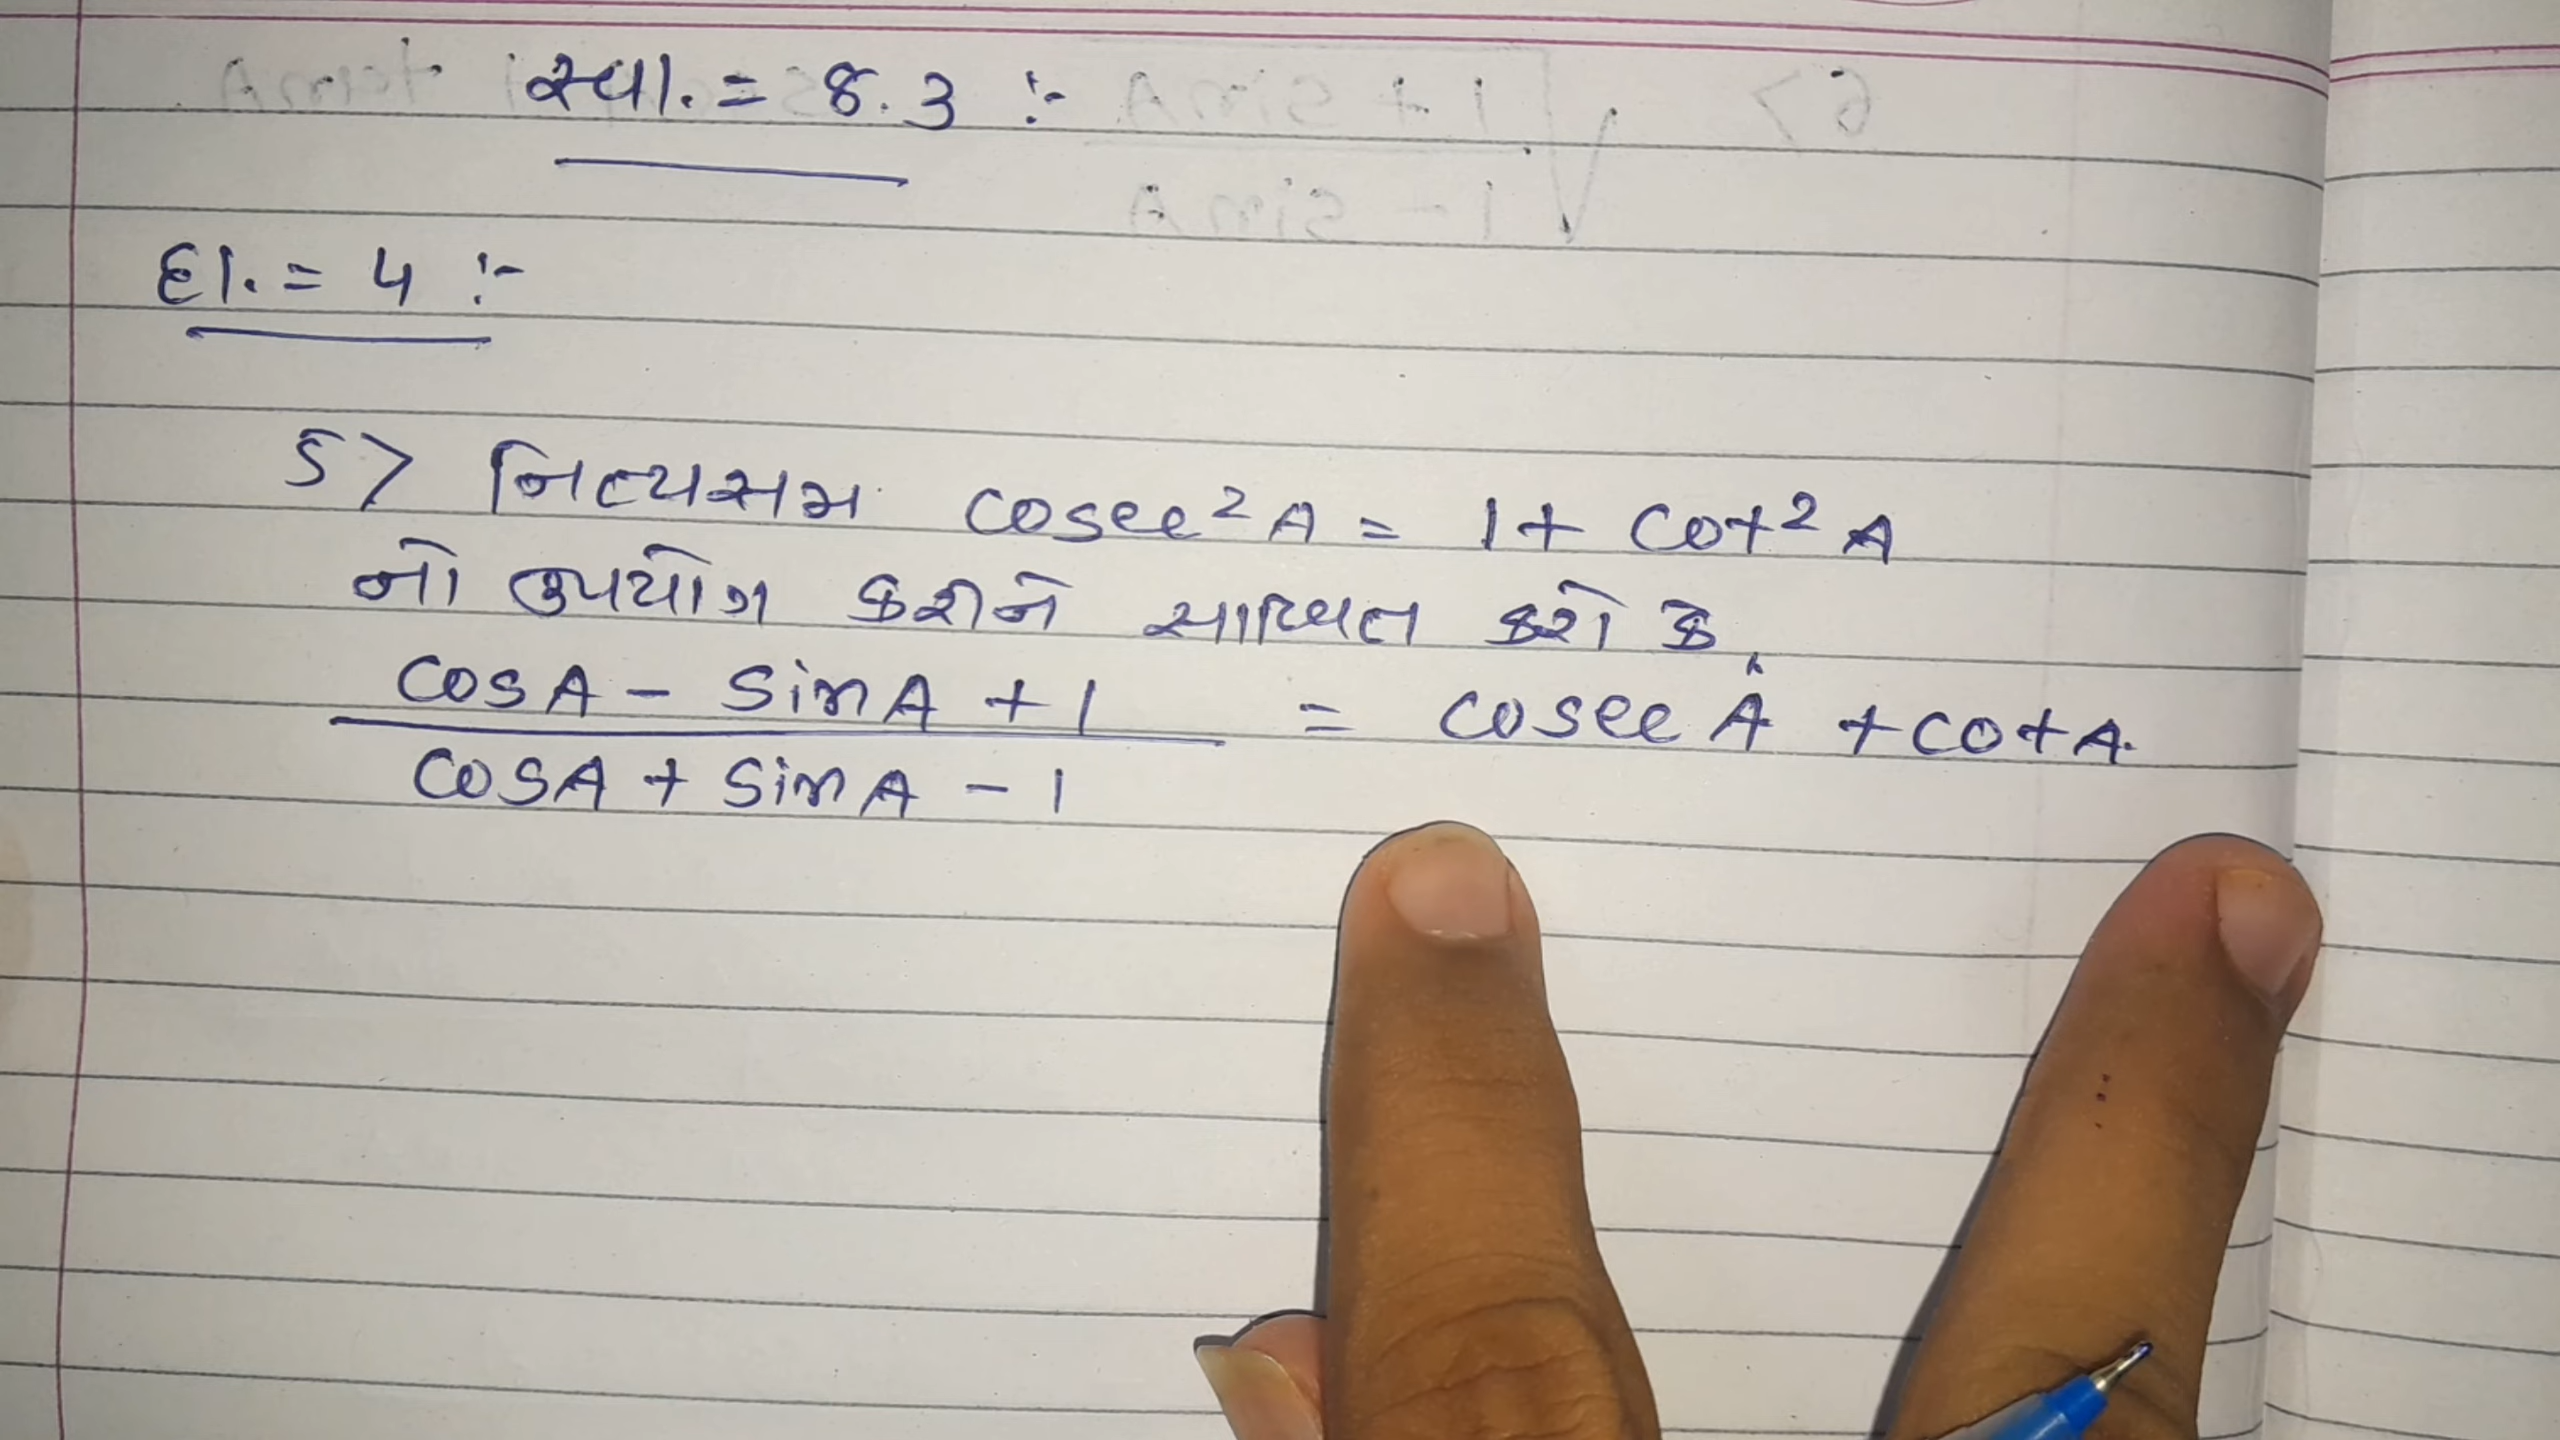 સ્વા. = 8.3 :-
દા. = 4 :-
5> નિત્યસમ cosec²A = 1 + cot²A
નો ઉપયોગ કરીને સાબિત કરો કે,
cosA - sinA + 1 = cosec A + cotA.
cosA + sinA - 1